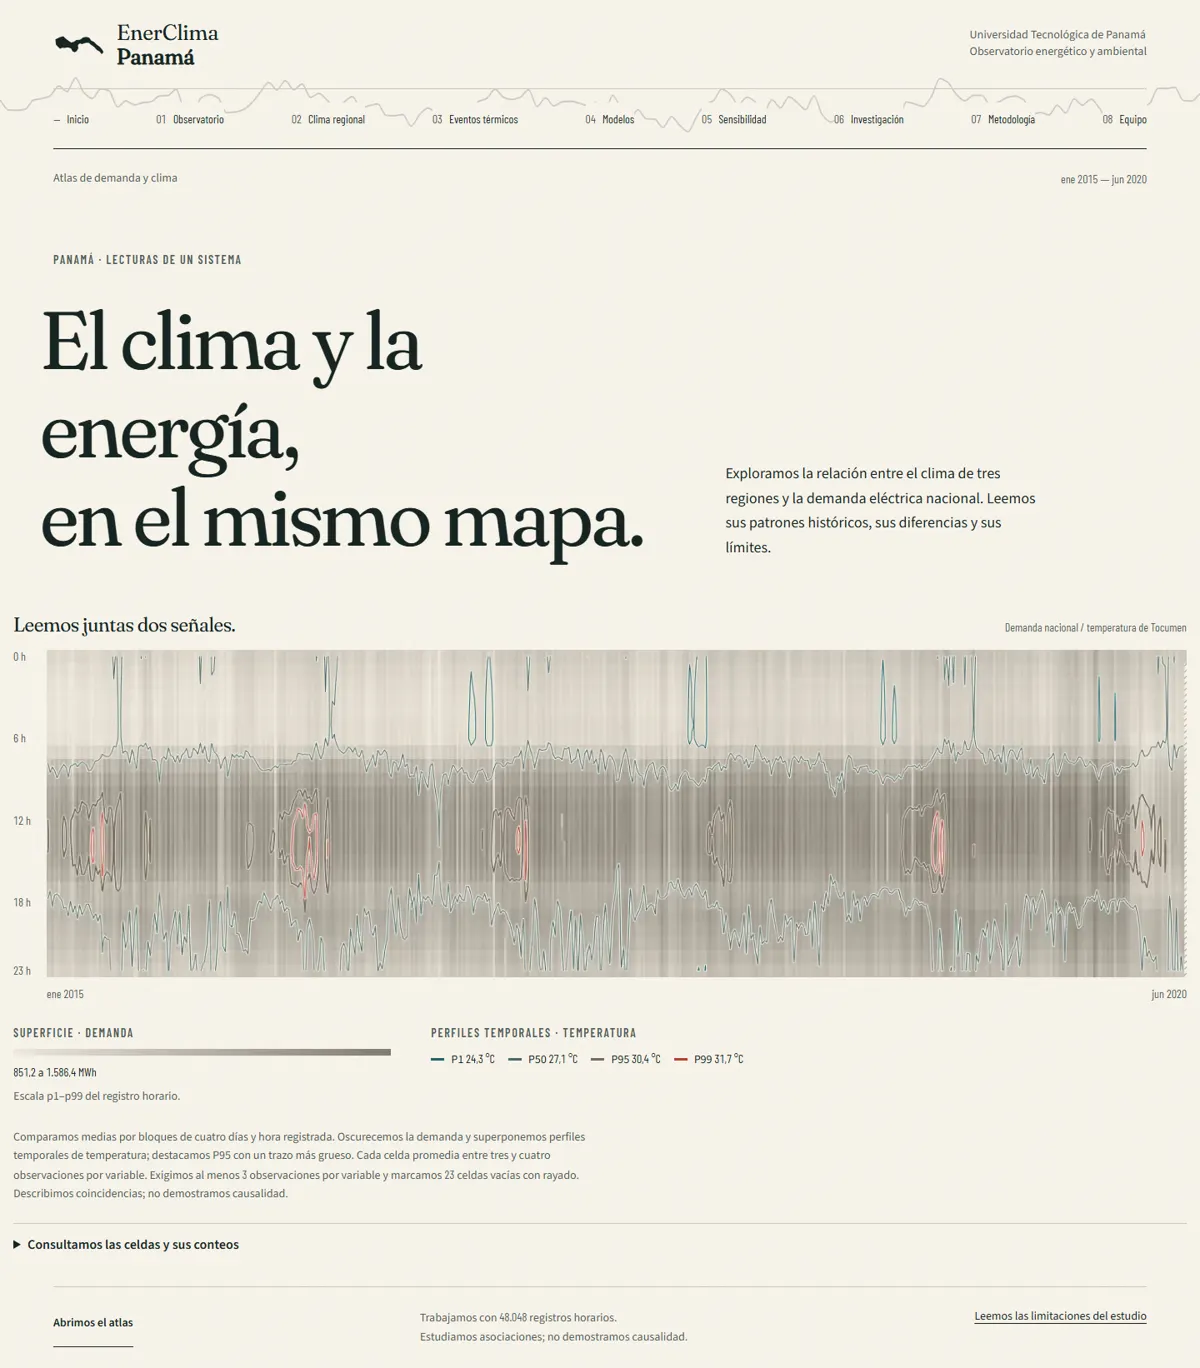 EnerClima
Panamá
Universidad Tecnológica de Panamá
Observatorio energético y ambiental
— Inicio
01 Observatorio
02 Clima regional
03 Eventos térmicos
04 Modelos
05 Sensibilidad
06 Investigación
07 Metodología
08 Equipo
Atlas de demanda y clima
ene 2015 — jun 2020
PANAMÁ · LECTURAS DE UN SISTEMA
El clima y la
energía,
en el mismo mapa.
Exploramos la relación entre el clima de tres
regiones y la demanda eléctrica nacional. Leemos
sus patrones históricos, sus diferencias y sus
límites.
Leemos juntas dos señales.
Demanda nacional / temperatura de Tocumen
0 h
6 h
12 h
18 h
23 h
ene 2015
jun 2020
SUPERFICIE · DEMANDA
851,2 a 1.586,4 MWh
Escala p1–p99 del registro horario.
PERFILES TEMPORALES · TEMPERATURA
P1 24,3 °C
P50 27,1 °C
P95 30,4 °C
P99 31,7 °C
Comparamos medias por bloques de cuatro días y hora registrada. Oscurecemos la demanda y superponemos perfiles
temporales de temperatura; destacamos P95 con un trazo más grueso. Cada celda promedia entre tres y cuatro
observaciones por variable. Exigimos al menos 3 observaciones por variable y marcamos 23 celdas vacías con rayado.
Describimos coincidencias; no demostramos causalidad.
Consultamos las celdas y sus conteos
Abrimos el atlas
Trabajamos con 48.048 registros horarios.
Estudiamos asociaciones; no demostramos causalidad.
Leemos las limitaciones del estudio